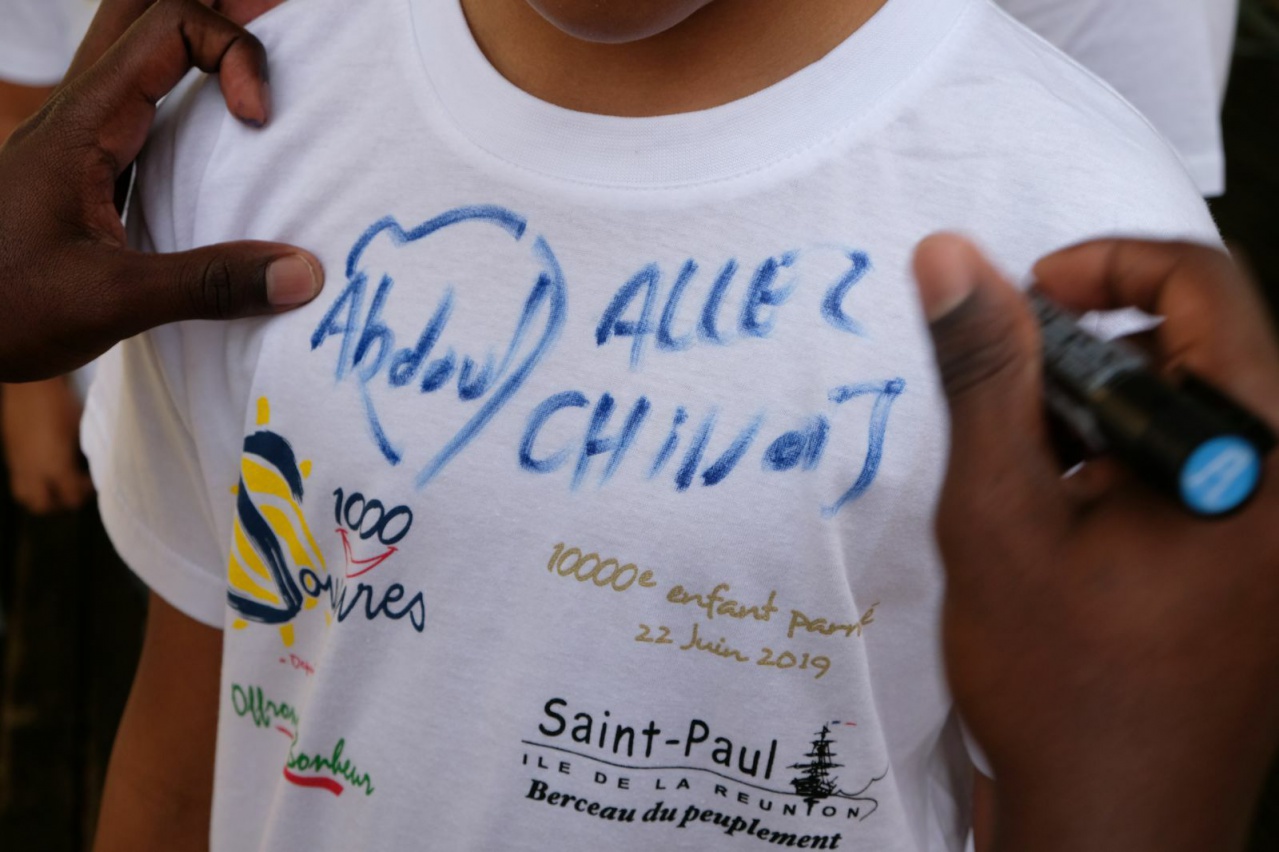 Abdoul
ALLEZ
CHINOIS
1000
Sourires
10000e enfant parrainé
22 Juin 2019
Offrons
Bonheur
Saint-Paul
ILE DE LA REUNION
Berceau du peuplement